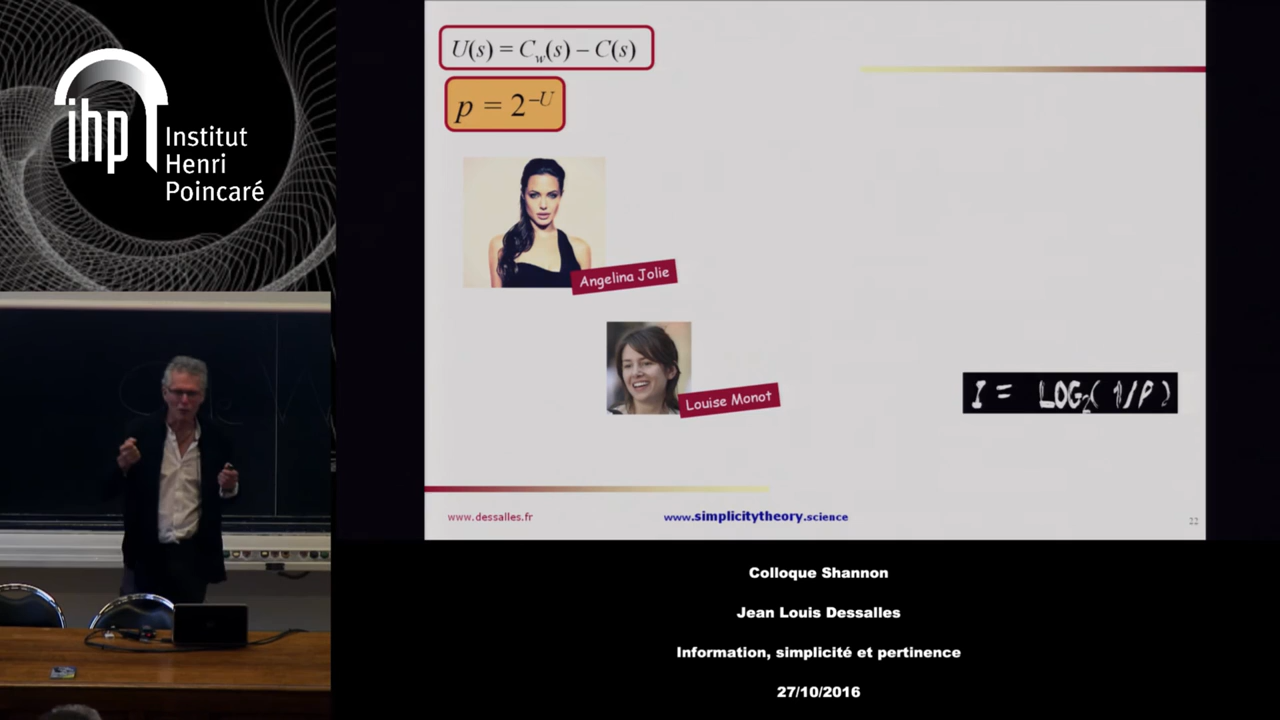 ihp
Institut
Henri
Poincaré
U(s) = C_w(s) – C(s)
p = 2^–U
Angelina Jolie
Louise Monot
I = LOG₂( 1/P )
www.dessalles.fr
www.simplicitytheory.science
22
Colloque Shannon
Jean Louis Dessalles
Information, simplicité et pertinence
27/10/2016